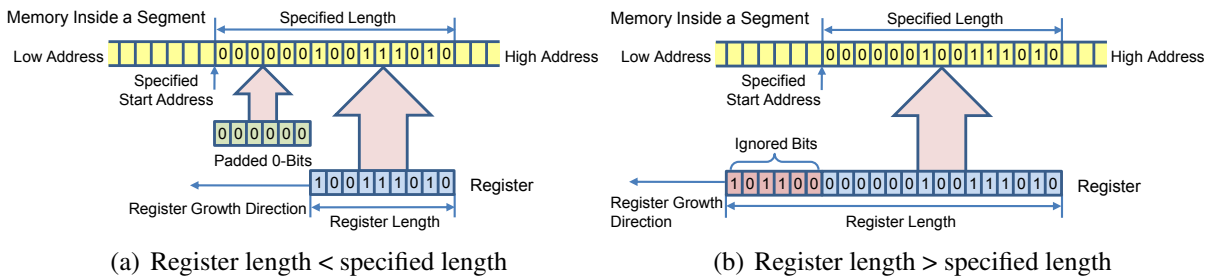 Memory Inside a Segment
Specified Length
Low Address
0 0 0 0 0 0 1 0 0 1 1 1 0 1 0
High Address
Specified
Start Address
0 0 0 0 0 0
Padded 0-Bits
1 0 0 1 1 1 0 1 0
Register
Register Growth Direction
Register Length
(a) Register length < specified length
Memory Inside a Segment
Specified Length
Low Address
0 0 0 0 0 0 1 0 0 1 1 1 0 1 0
High Address
Specified
Start Address
Ignored Bits
1 0 1 1 0 0 0 0 0 0 0 0 1 0 0 1 1 1 0 1 0
Register
Register Growth
Direction
Register Length
(b) Register length > specified length